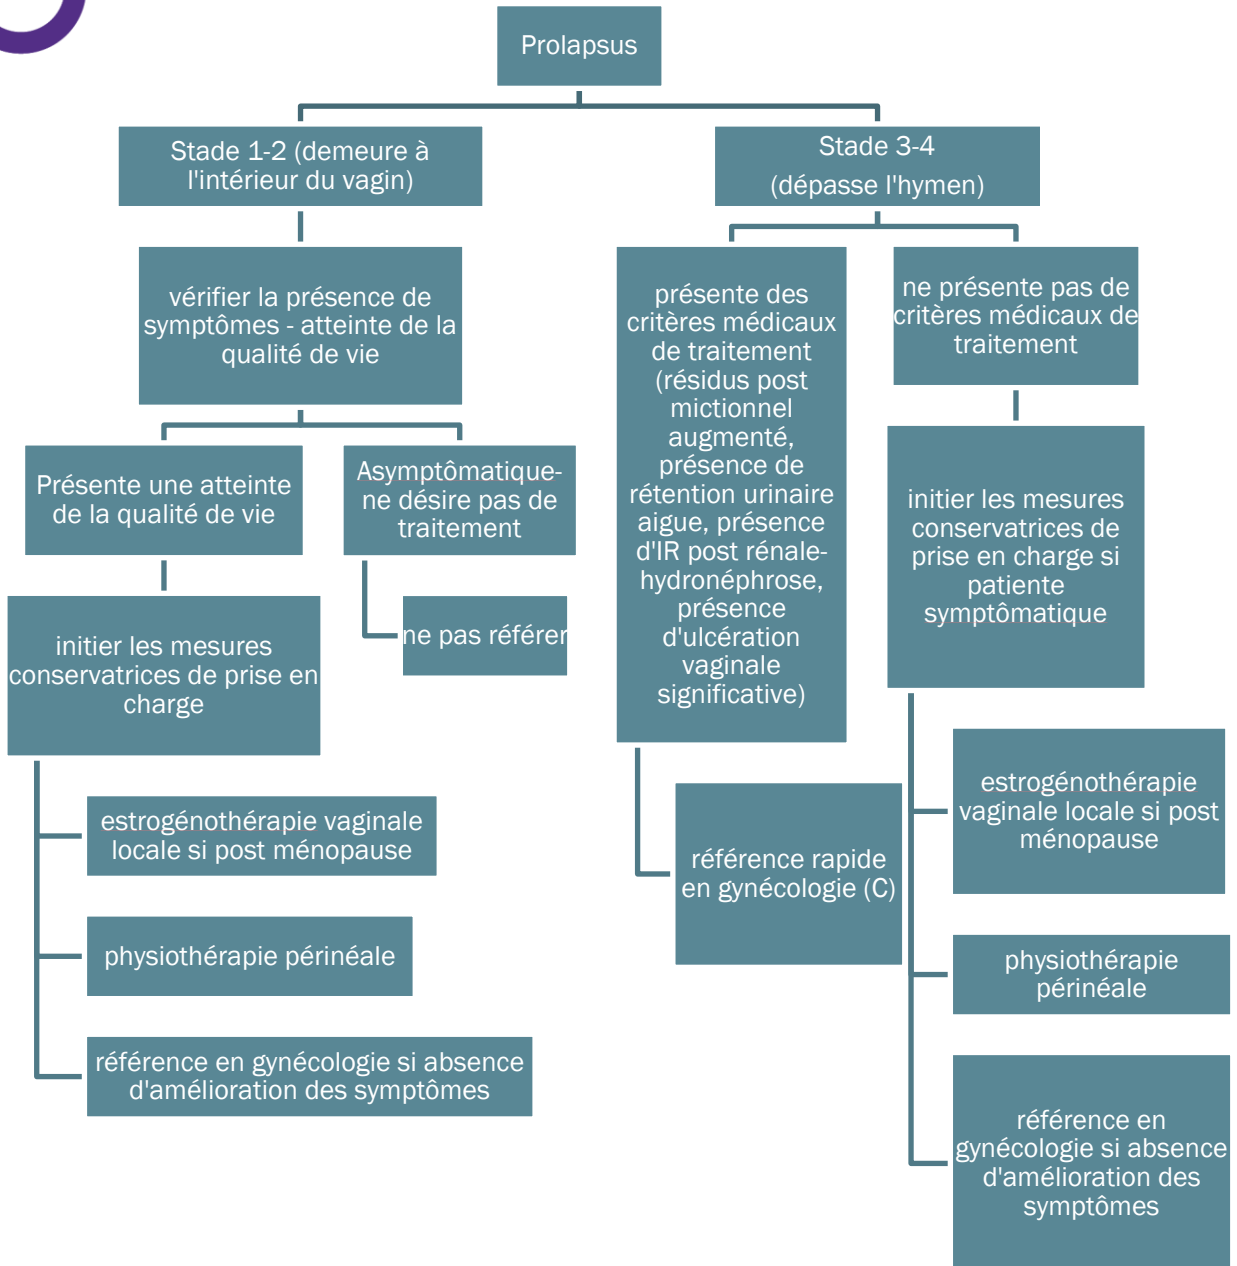 Prolapsus
Stade 1-2 (demeure à
l'intérieur du vagin)
vérifier la présence de
symptômes - atteinte de la
qualité de vie
Présente une atteinte
de la qualité de vie
initier les mesures
conservatrices de prise en
charge
estrogénothérapie vaginale
locale si post ménopause
physiothérapie périnéale
référence en gynécologie si absence
d'amélioration des symptômes
Asymptômatique-
ne désire pas de
traitement
ne pas référer
Stade 3-4
(dépasse l'hymen)
présente des
critères médicaux
de traitement
(résidus post
mictionnel
augmenté,
présence de
rétention urinaire
aigue, présence
d'IR post rénale-
hydronéphrose,
présence
d'ulcération
vaginale
significative)
référence rapide
en gynécologie (C)
ne présente pas de
critères médicaux de
traitement
initier les mesures
conservatrices de
prise en charge si
patiente
symptômatique
estrogénothérapie
vaginale locale si post
ménopause
physiothérapie
périnéale
référence en
gynécologie si absence
d'amélioration des
symptômes